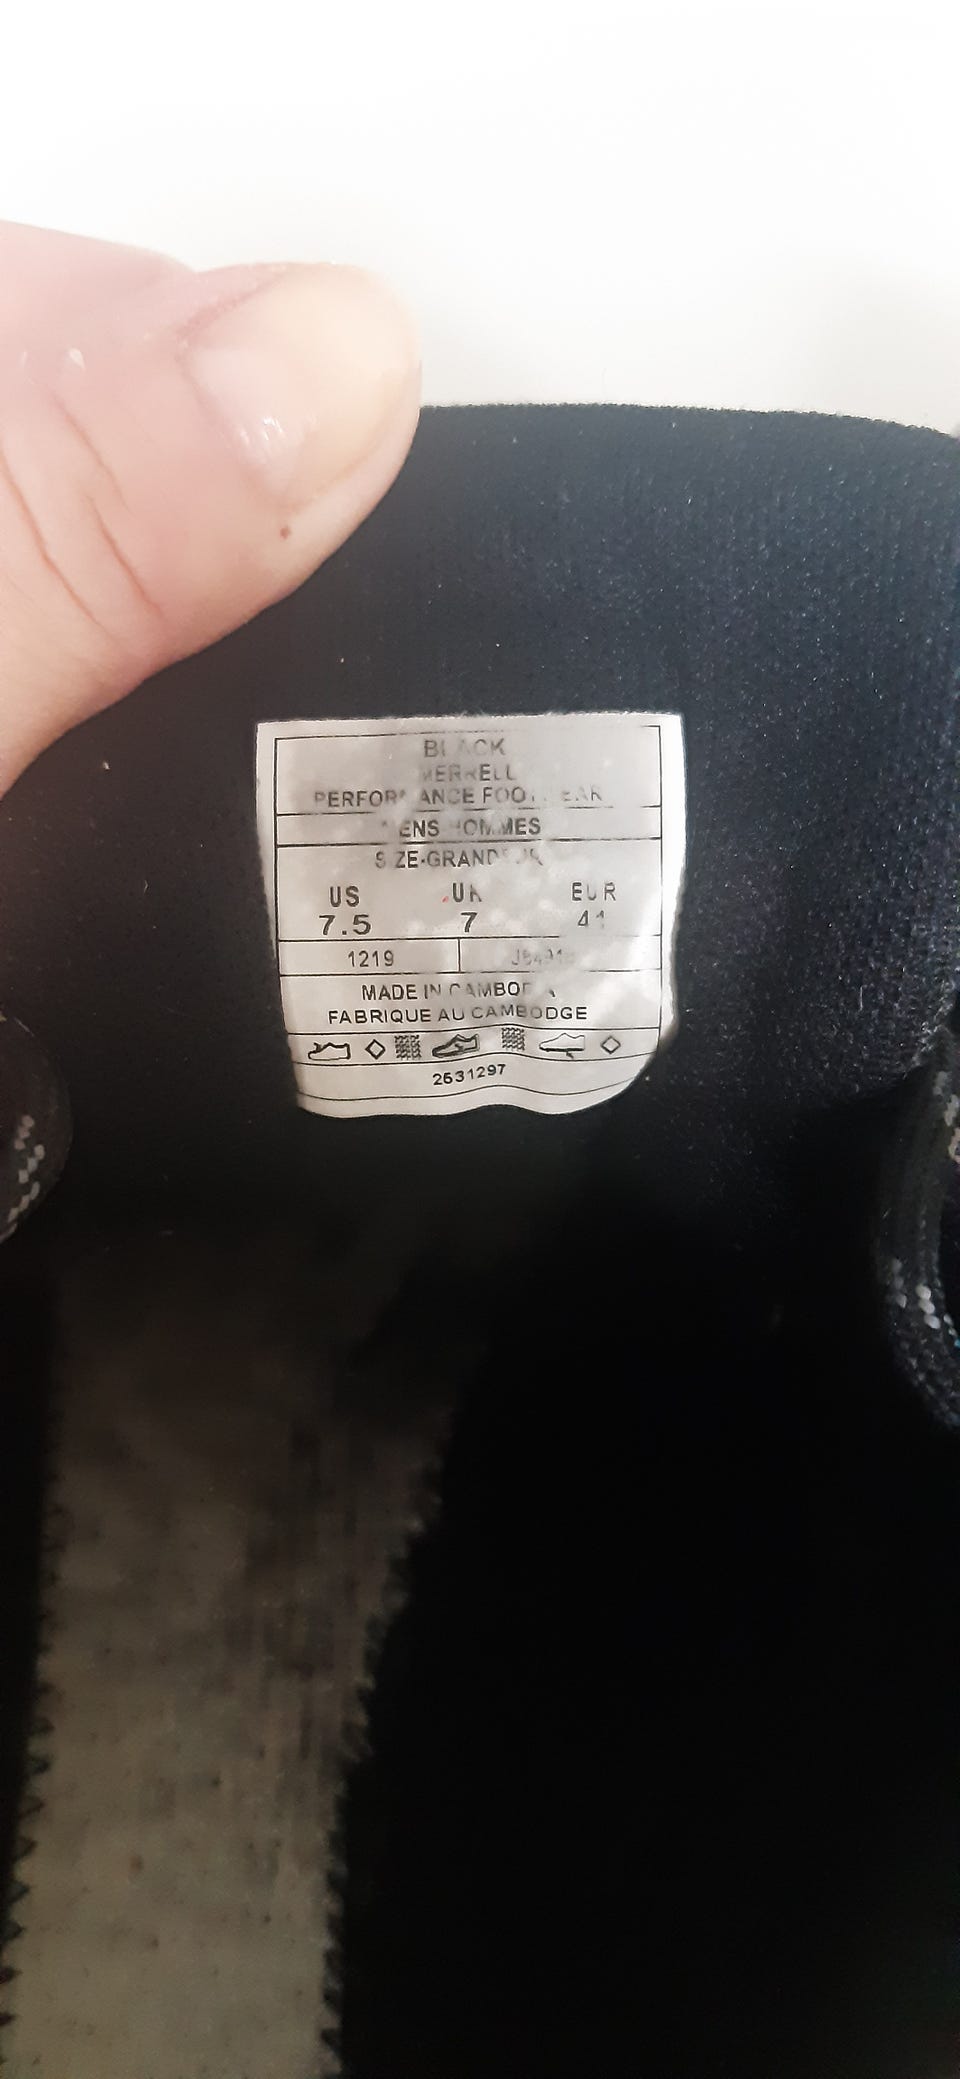 BLACK
MERRELL
PERFORMANCE FOOTWEAR
MENS HOMMES
SIZE-GRANDEUR
US UK EUR
7.5 7 41
1219
MADE IN CAMBODIA
FABRIQUE AU CAMBODGE
2631297